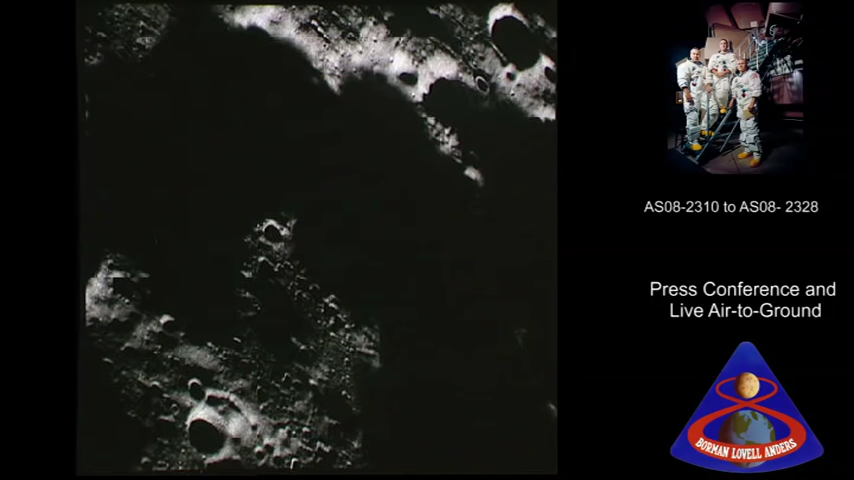 AS08-2310 to AS08- 2328
Press Conference and
Live Air-to-Ground
BORMAN LOVELL ANDERS